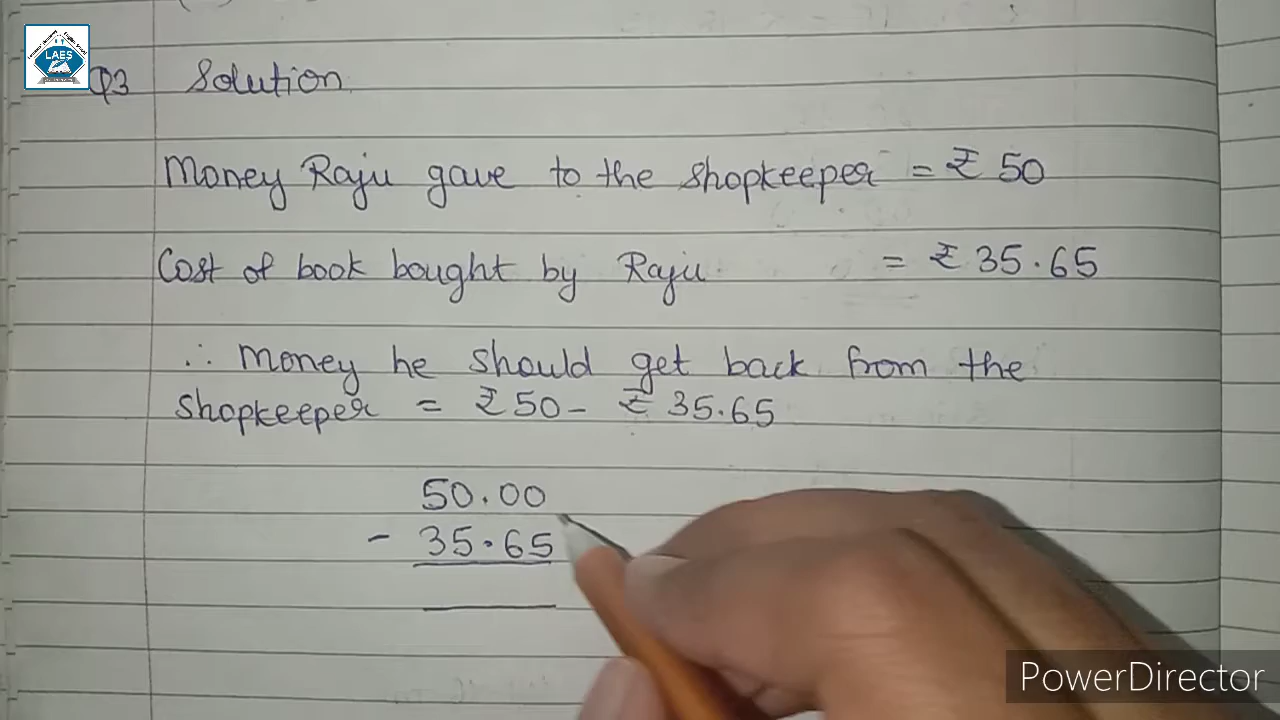 LAES
Q3 Solution
Money Raju gave to the shopkeeper = ₹ 50
Cost of book bought by Raju = ₹ 35.65
∴ Money he should get back from the
shopkeeper = ₹ 50 - ₹ 35.65
50.00
- 35.65
PowerDirector